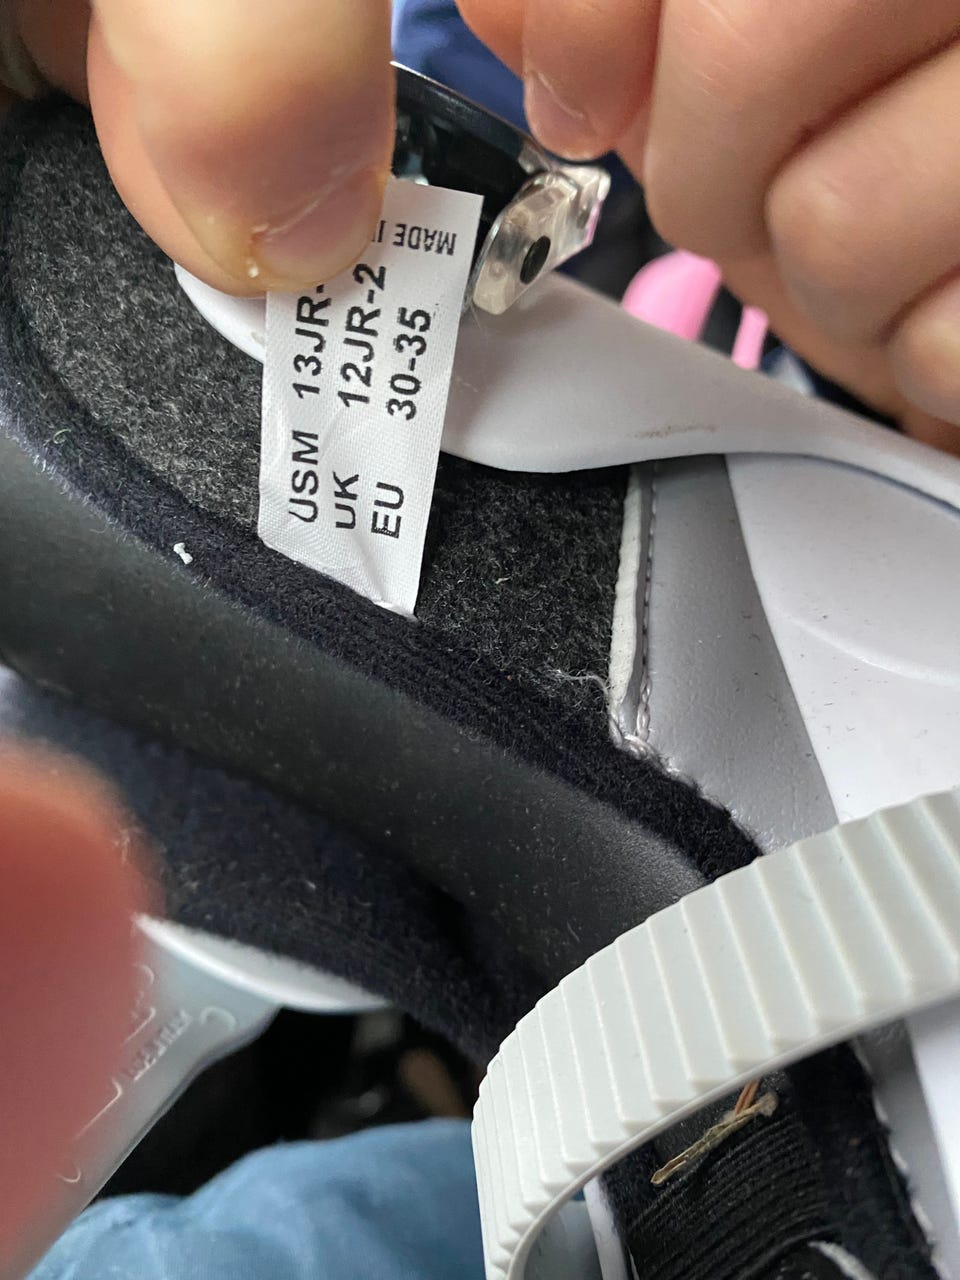 USM 13JR-
UK 12JR-2
EU 30-35
MADE I